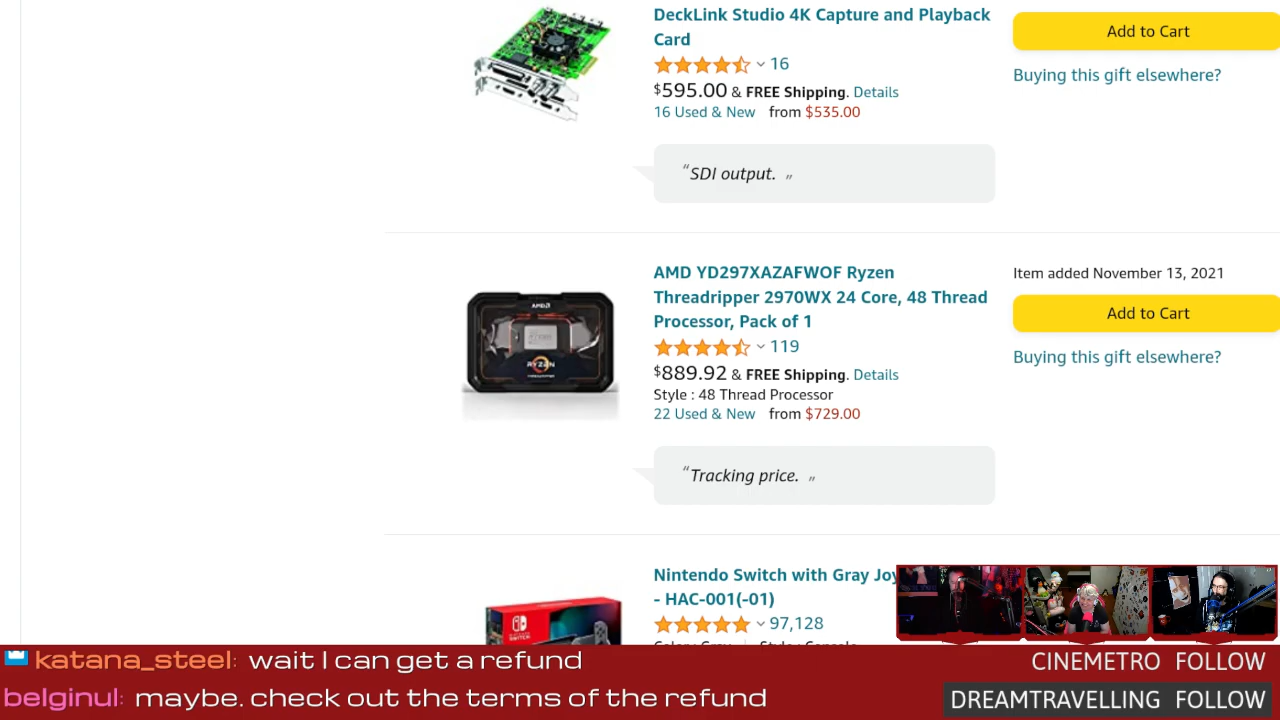 DeckLink Studio 4K Capture and Playback
Card
16
$595.00 & FREE Shipping. Details
16 Used & New from $535.00
Add to Cart
Buying this gift elsewhere?
“SDI output. ”
AMD YD297XAZAFWOF Ryzen
Threadripper 2970WX 24 Core, 48 Thread
Processor, Pack of 1
119
$889.92 & FREE Shipping. Details
Style : 48 Thread Processor
22 Used & New from $729.00
Item added November 13, 2021
Add to Cart
Buying this gift elsewhere?
AMD
RYZEN
“Tracking price. ”
Nintendo Switch with Gray Joy
- HAC-001(-01)
97,128
katana_steel: wait I can get a refund
belginul: maybe. check out the terms of the refund
CINEMETRO FOLLOW
DREAMTRAVELLING FOLLOW